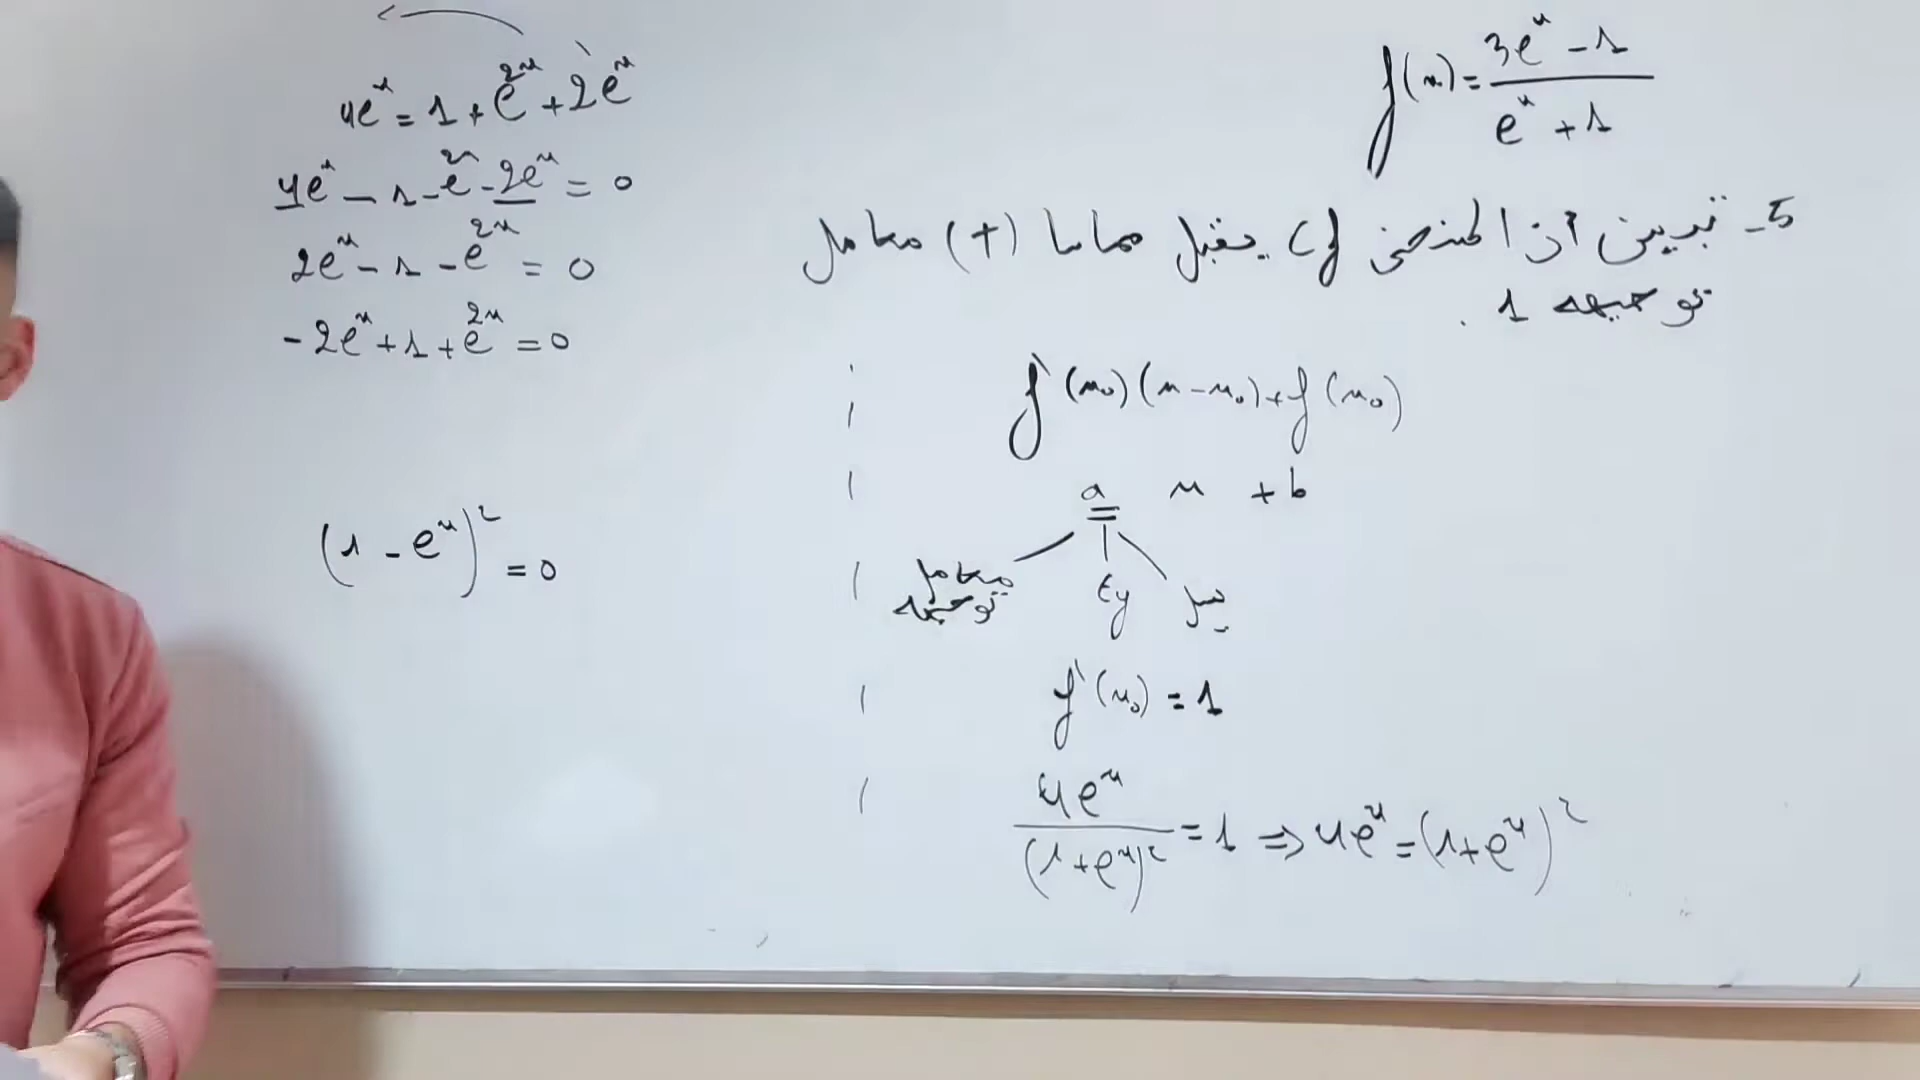 f(x) = (3e^x - 1) / (e^x + 1)
5- تبيين أن المنحنى Cf يقبل مماسا (T) معامل
توجيهه 1 .
f'(x₀)(x - x₀) + f(x₀)
a x + b
معامل توجيه
ميل
f'(x₀) = 1
4e^x / (1+e^x)² = 1 ⇒ 4e^x = (1+e^x)²
4e^x = 1 + e^2x + 2e^x
4e^x - 1 - e^2x - 2e^x = 0
2e^x - 1 - e^2x = 0
-2e^x + 1 + e^2x = 0
(1 - e^x)² = 0